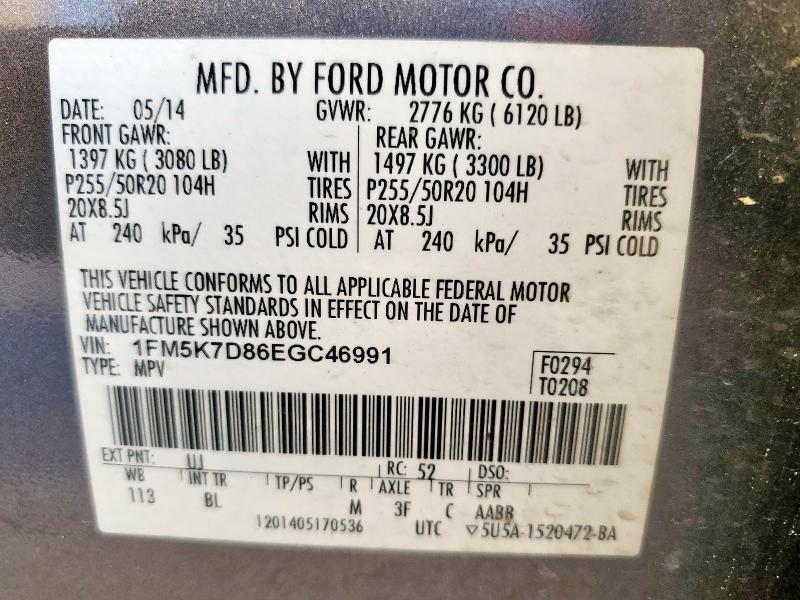 MFD. BY FORD MOTOR CO.
DATE: 05/14 GVWR: 2776 KG ( 6120 LB)
FRONT GAWR: REAR GAWR:
1397 KG ( 3080 LB) WITH 1497 KG ( 3300 LB) WITH
P255/50R20 104H TIRES P255/50R20 104H TIRES
20X8.5J RIMS 20X8.5J RIMS
AT 240 kPa/ 35 PSI COLD AT 240 kPa/ 35 PSI COLD
THIS VEHICLE CONFORMS TO ALL APPLICABLE FEDERAL MOTOR
VEHICLE SAFETY STANDARDS IN EFFECT ON THE DATE OF
MANUFACTURE SHOWN ABOVE.
VIN: 1FM5K7D86EGC46991 F0294
TYPE: MPV T0208
EXT PNT: UJ RC: 52 DSO:
WB INT TR TP/PS R AXLE TR SPR
113 BL M 3F C AABR
1201405170536 UTC ▽5U5A-1520472-BA